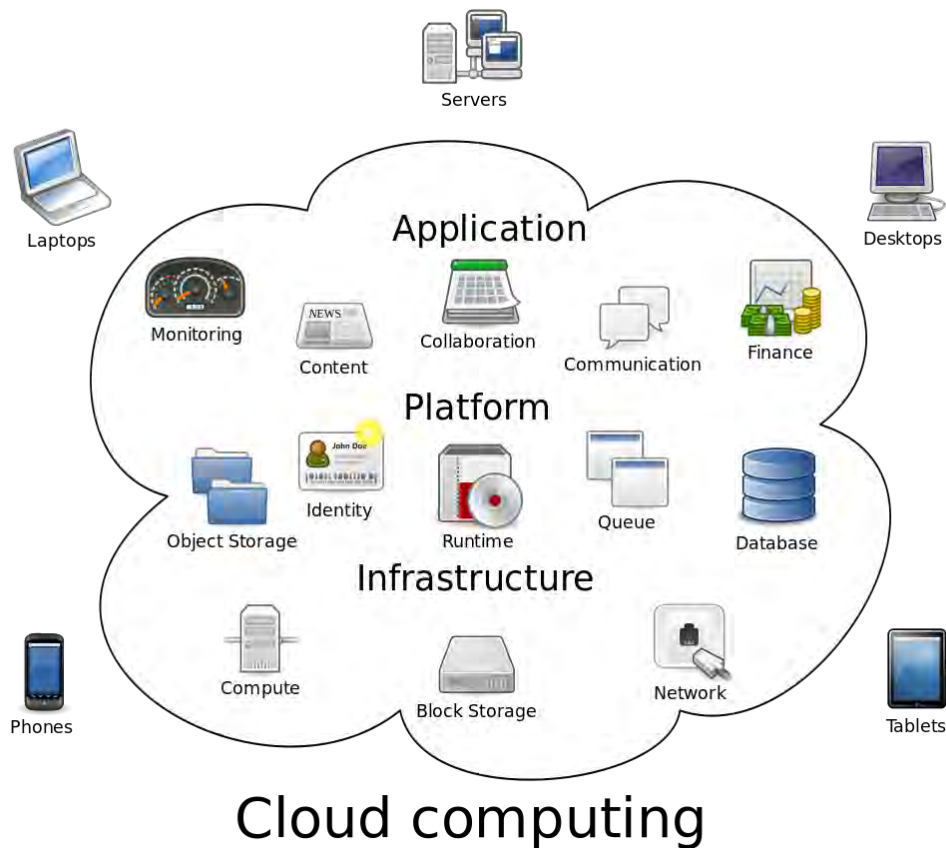 Servers
Laptops
Desktops
Application
Monitoring
NEWS
Content
Collaboration
Communication
Finance
Platform
John Doe
Object Storage
Identity
Runtime
Queue
Database
Infrastructure
Compute
Block Storage
Network
Phones
Tablets
Cloud computing